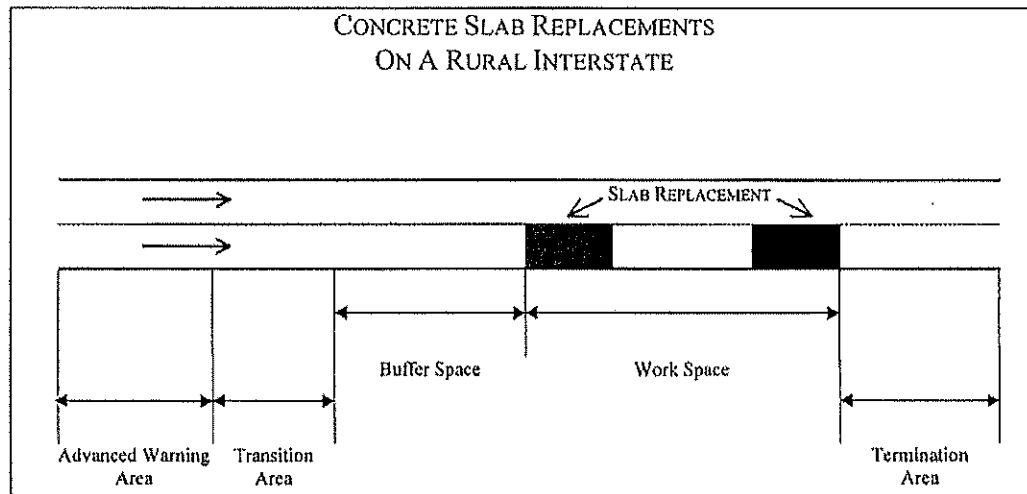 CONCRETE SLAB REPLACEMENTS
ON A RURAL INTERSTATE
SLAB REPLACEMENT
Buffer Space
Work Space
Advanced Warning
Area
Transition
Area
Termination
Area